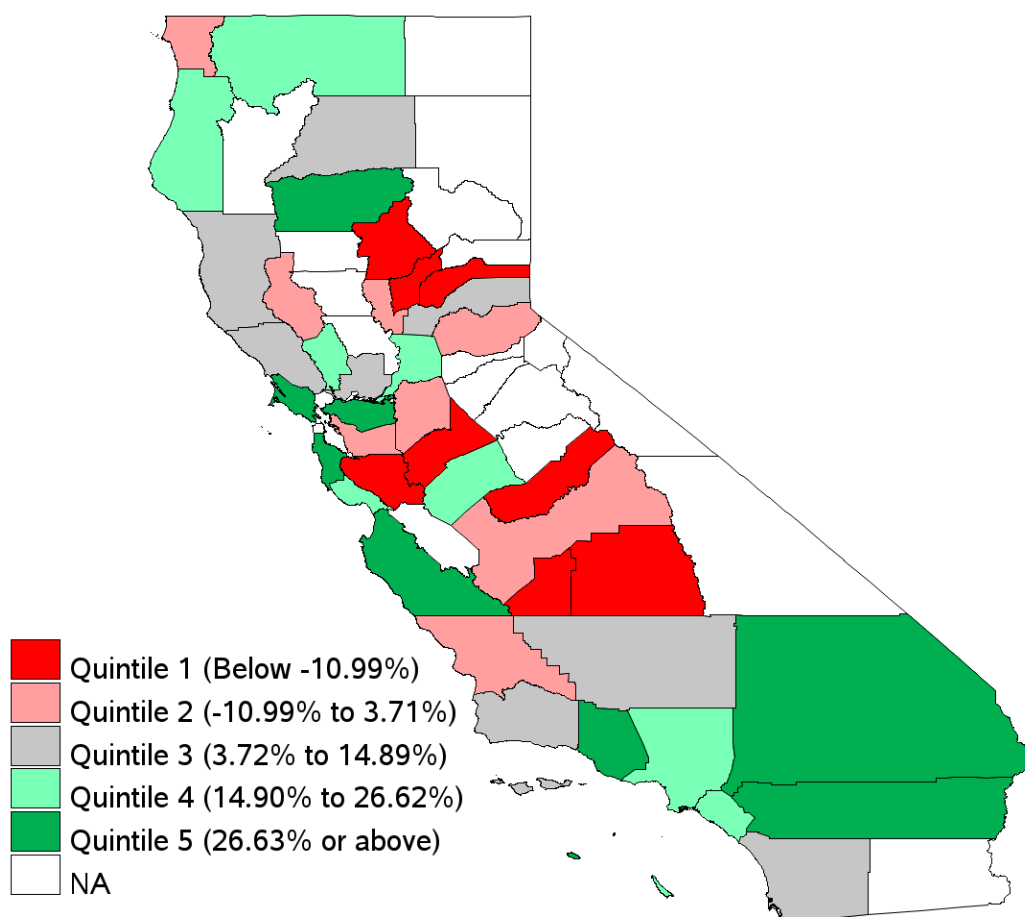 Quintile 1 (Below -10.99%)
Quintile 2 (-10.99% to 3.71%)
Quintile 3 (3.72% to 14.89%)
Quintile 4 (14.90% to 26.62%)
Quintile 5 (26.63% or above)
NA